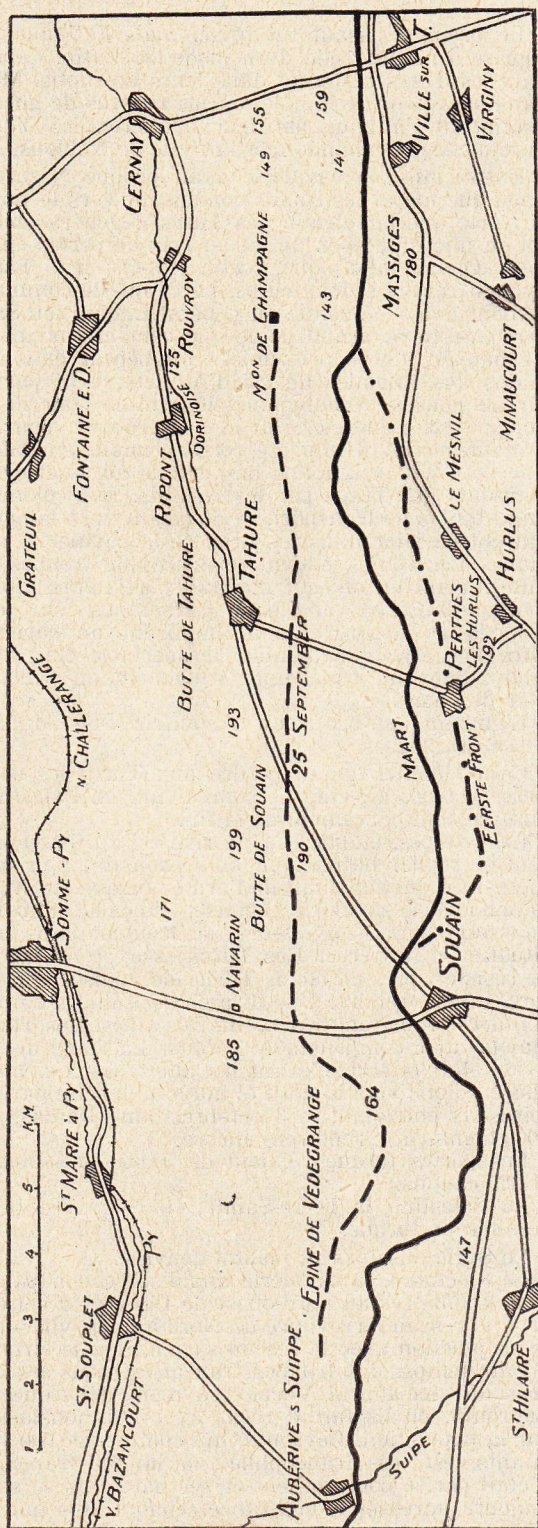 K.M.
1 2 3 4 5
V. BAZANCOURT
ST SOUPLET
PY
ST MARIE À PY
SOMME-PY
N. CHALLERANGE
GRATEUIL
FONTAINE E. D.
CERNAY
171
185
NAVARIN
199
BUTTE DE SOUAIN
193
BUTTE DE TAHURE
TAHURE
RIPONT
DORINOISE
125
ROUVROY
AUBÉRIVE S SUIPPE
EPINE DE VEDEGRANGE
164
190
25 SEPTEMBER
MON DE CHAMPAGNE
149
155
159
141
143
SUIPE
ST HILAIRE
147
SOUAIN
MAART
EERSTE FRONT
PERTHES
LES HURLUS
192
HURLUS
LE MESNIL
MINAUCOURT
MASSIGES
180
VILLE SUR T.
VIRGINY